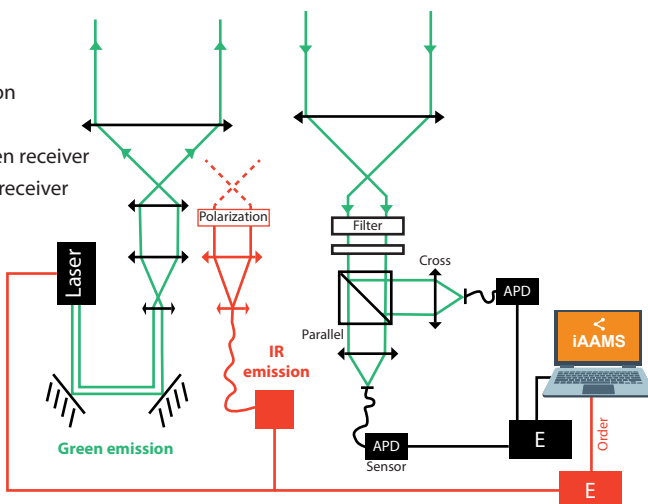 on
en receiver
receiver
Polarization
Filter
Cross
Laser
APD
Parallel
iAAMS
IR
emission
Green emission
APD
Sensor
E
Order
E